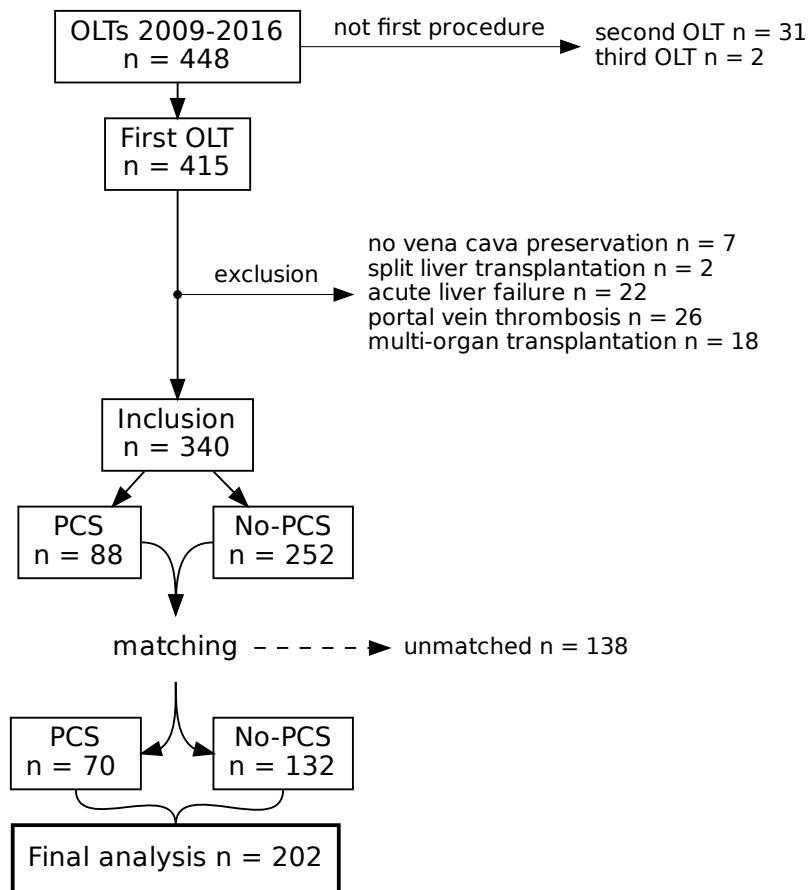 OLTs 2009-2016
n = 448
not first procedure
second OLT n = 31
third OLT n = 2
First OLT
n = 415
exclusion
no vena cava preservation n = 7
split liver transplantation n = 2
acute liver failure n = 22
portal vein thrombosis n = 26
multi-organ transplantation n = 18
Inclusion
n = 340
PCS
n = 88
No-PCS
n = 252
matching
unmatched n = 138
PCS
n = 70
No-PCS
n = 132
Final analysis n = 202